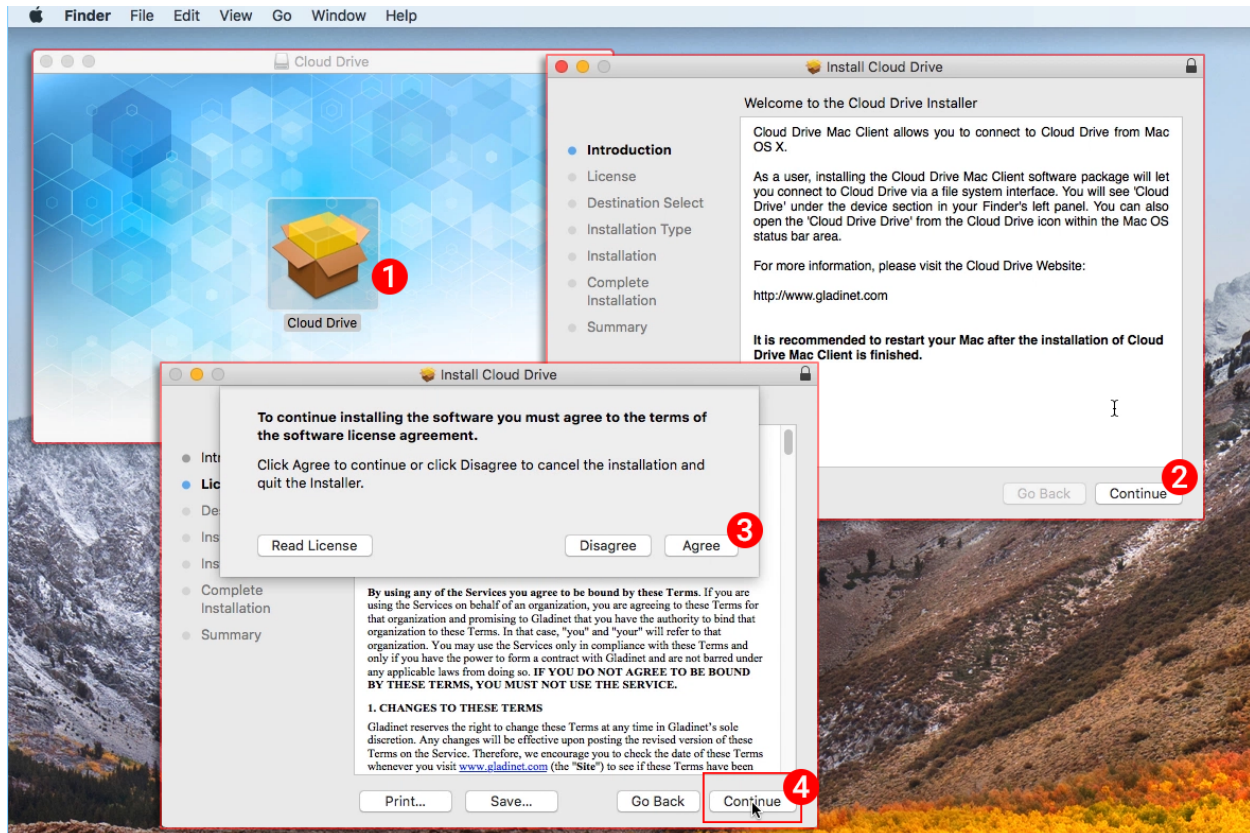 Finder File Edit View Go Window Help
Cloud Drive
1
Cloud Drive
Install Cloud Drive
Welcome to the Cloud Drive Installer
Introduction
License
Destination Select
Installation Type
Installation
Complete
Installation
Summary
Cloud Drive Mac Client allows you to connect to Cloud Drive from Mac
OS X.
As a user, installing the Cloud Drive Mac Client software package will let
you connect to Cloud Drive via a file system interface. You will see 'Cloud
Drive' under the device section in your Finder's left panel. You can also
open the 'Cloud Drive Drive' from the Cloud Drive icon within the Mac OS
status bar area.
For more information, please visit the Cloud Drive Website:
http://www.gladinet.com
It is recommended to restart your Mac after the installation of Cloud
Drive Mac Client is finished.
Go Back Continue 2
Install Cloud Drive
To continue installing the software you must agree to the terms of
the software license agreement.
Click Agree to continue or click Disagree to cancel the installation and
quit the Installer.
Read License Disagree Agree 3
Complete
Installation
Summary
By using any of the Services you agree to be bound by these Terms. If you are
using the Services on behalf of an organization, you are agreeing to these Terms for
that organization and promising to Gladinet that you have the authority to bind that
organization to these Terms. In that case, "you" and "your" will refer to that
organization. You may use the Services only in compliance with these Terms and
only if you have the power to form a contract with Gladinet and are not barred under
any applicable laws from doing so. IF YOU DO NOT AGREE TO BE BOUND
BY THESE TERMS, YOU MUST NOT USE THE SERVICE.
1. CHANGES TO THESE TERMS
Gladinet reserves the right to change these Terms at any time in Gladinet's sole
discretion. Any changes will be effective upon posting the revised version of these
Terms on the Service. Therefore, we encourage you to check the date of these Terms
whenever you visit www.gladinet.com (the "Site") to see if these Terms have been
Print... Save... Go Back Continue 4